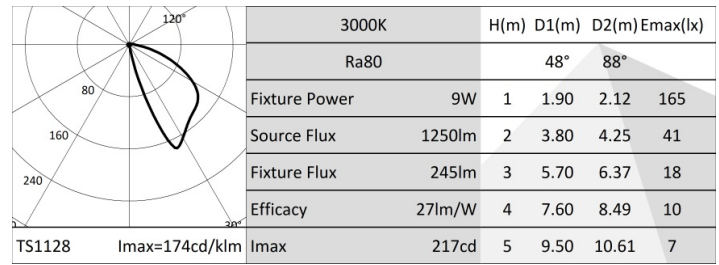 120°
80
160
240
30°
TS1128 Imax=174cd/klm
3000K
Ra80
Fixture Power 9W
Source Flux 1250lm
Fixture Flux 245lm
Efficacy 27lm/W
Imax 217cd
H(m) D1(m) D2(m) Emax(lx)
48° 88°
1 1.90 2.12 165
2 3.80 4.25 41
3 5.70 6.37 18
4 7.60 8.49 10
5 9.50 10.61 7